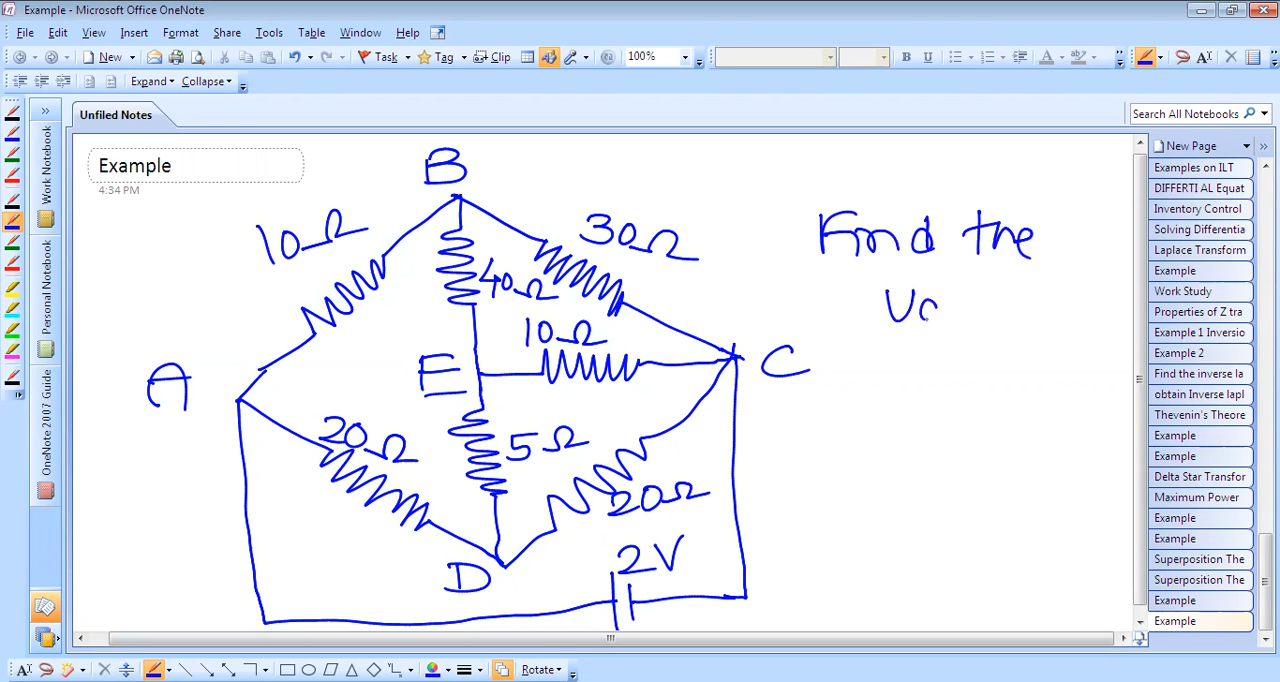 Example - Microsoft Office OneNote
File Edit View Insert Format Share Tools Table Window Help
New Task Tag Clip 100% B I U A
Expand Collapse
Unfiled Notes
Search All Notebooks
New Page
Work Notebook
Personal Notebook
OneNote 2007 Guide
Example
4:34 PM
B
10Ω
30Ω
40Ω
10Ω
A
E
C
20Ω
5Ω
20Ω
D
2V
Find the
Examples on ILT
DIFFERTI AL Equat
Inventory Control
Solving Differentia
Laplace Transform
Example
Work Study
Properties of Z tra
Example 1 Inversio
Example 2
Find the inverse la
obtain Inverse lapl
Thevenin's Theore
Example
Example
Delta Star Transfor
Maximum Power
Example
Example
Superposition The
Superposition The
Example
Example
Rotate